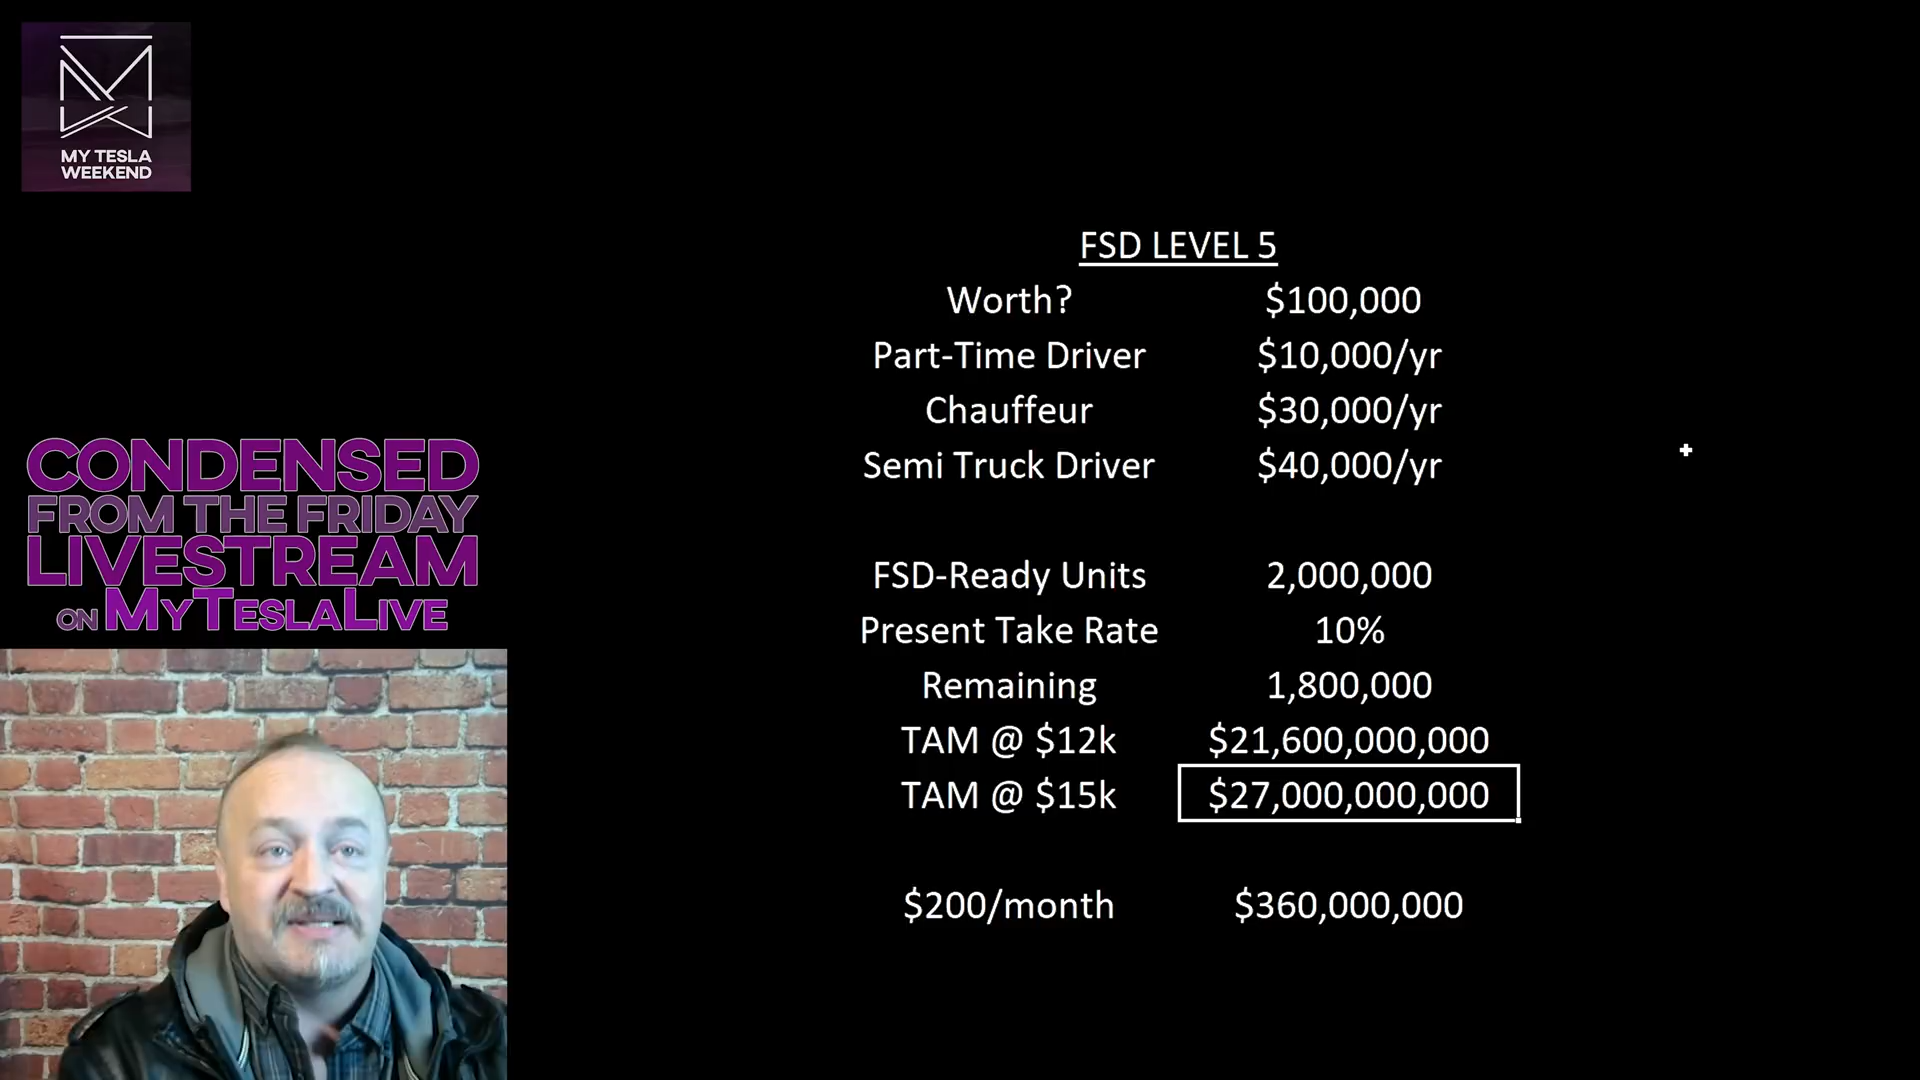 MY TESLA
WEEKEND
CONDENSED
FROM THE FRIDAY
LIVESTREAM
ON MYTESLALIVE
FSD LEVEL 5
Worth? $100,000
Part-Time Driver $10,000/yr
Chauffeur $30,000/yr
Semi Truck Driver $40,000/yr
FSD-Ready Units 2,000,000
Present Take Rate 10%
Remaining 1,800,000
TAM @ $12k $21,600,000,000
TAM @ $15k $27,000,000,000
$200/month $360,000,000